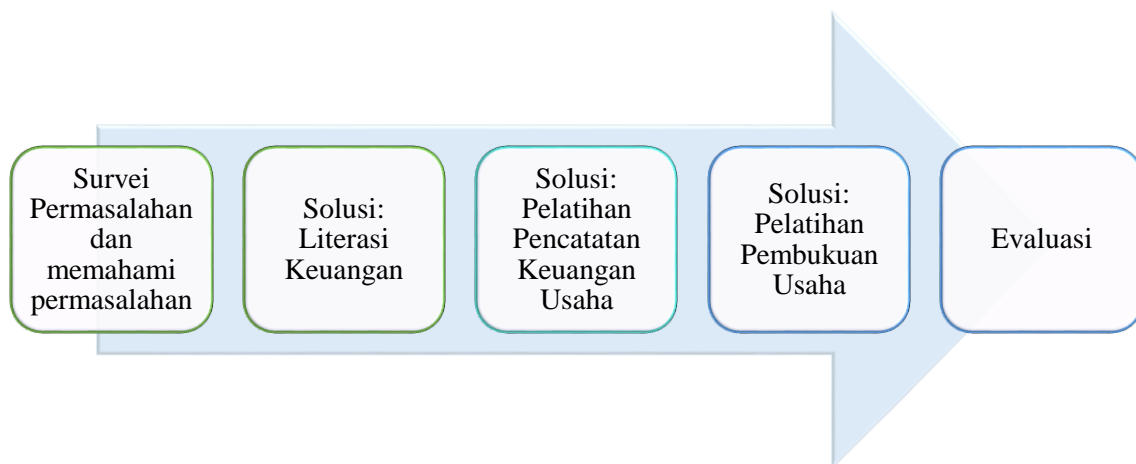 Survei
Permasalahan
dan
memahami
permasalahan
Solusi:
Literasi
Keuangan
Solusi:
Pelatihan
Pencatatan
Keuangan
Usaha
Solusi:
Pelatihan
Pembukuan
Usaha
Evaluasi